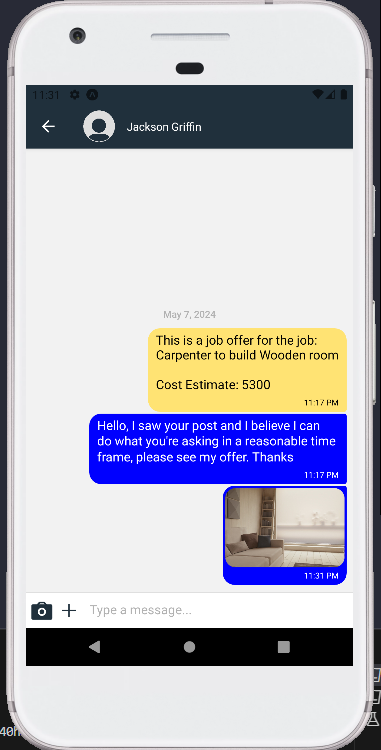 11:31
Jackson Griffin
May 7, 2024
This is a job offer for the job:
Carpenter to build Wooden room
Cost Estimate: 5300
11:17 PM
Hello, I saw your post and I believe I can
do what you're asking in a reasonable time
frame, please see my offer. Thanks
11:17 PM
11:31 PM
Type a message...